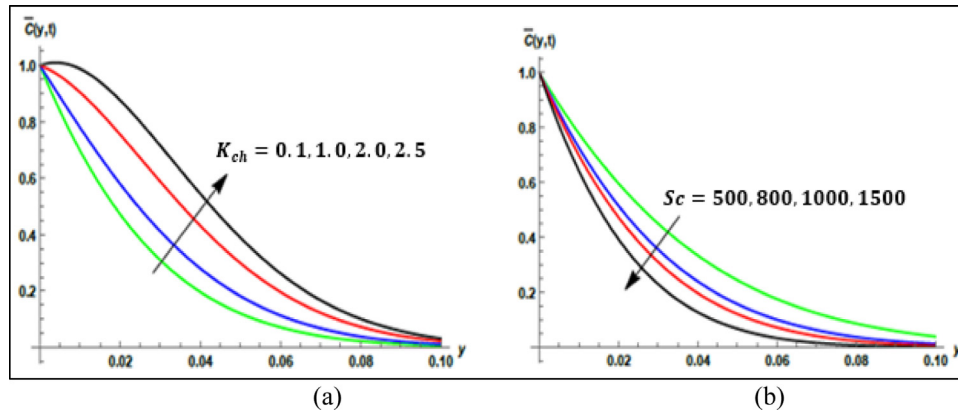 C̅(y,t)
1.0
0.8
0.6
0.4
0.2
K_ch = 0.1, 1.0, 2.0, 2.5
0.02 0.04 0.06 0.08 0.10 y
(a)
C̅(y,t)
1.0
0.8
0.6
0.4
0.2
Sc = 500, 800, 1000, 1500
0.02 0.04 0.06 0.08 0.10 y
(b)